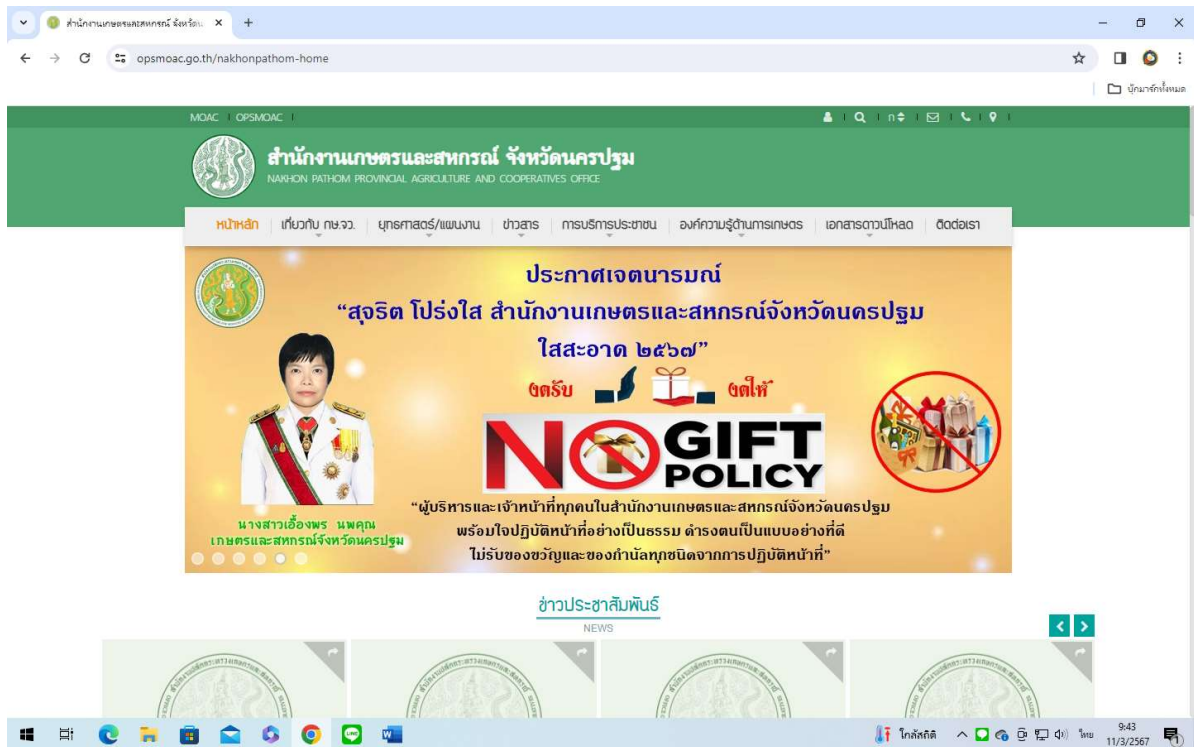 สำนักงานเกษตรและสหกรณ์ จังหวัดน
opsmoac.go.th/nakhonpathom-home
บุ๊กมาร์กทั้งหมด
MOAC OPSMOAC
ก
สำนักงานเกษตรและสหกรณ์ จังหวัดนครปฐม
NAKHON PATHOM PROVINCIAL AGRICULTURE AND COOPERATIVES OFFICE
หน้าหลัก เกี่ยวกับ กษ.จว. ยุทธศาสตร์/แผนงาน ข่าวสาร การบริการประชาชน องค์ความรู้ด้านการเกษตร เอกสารดาวน์โหลด ติดต่อเรา
ประกาศเจตนารมณ์
“สุจริต โปร่งใส สำนักงานเกษตรและสหกรณ์จังหวัดนครปฐม
ใสสะอาด ๒๕๖๗”
งดรับ งดให้
NO GIFT POLICY
“ผู้บริหารและเจ้าหน้าที่ทุกคนในสำนักงานเกษตรและสหกรณ์จังหวัดนครปฐม
พร้อมใจปฏิบัติหน้าที่อย่างเป็นธรรม ดำรงตนเป็นแบบอย่างที่ดี
ไม่รับของขวัญและของกำนัลทุกชนิดจากการปฏิบัติหน้าที่”
นางสาวเอื้องพร นพคุณ
เกษตรและสหกรณ์จังหวัดนครปฐม
ข่าวประชาสัมพันธ์
NEWS
ใกล้สถิติ
ไทย
9:43
11/3/2567